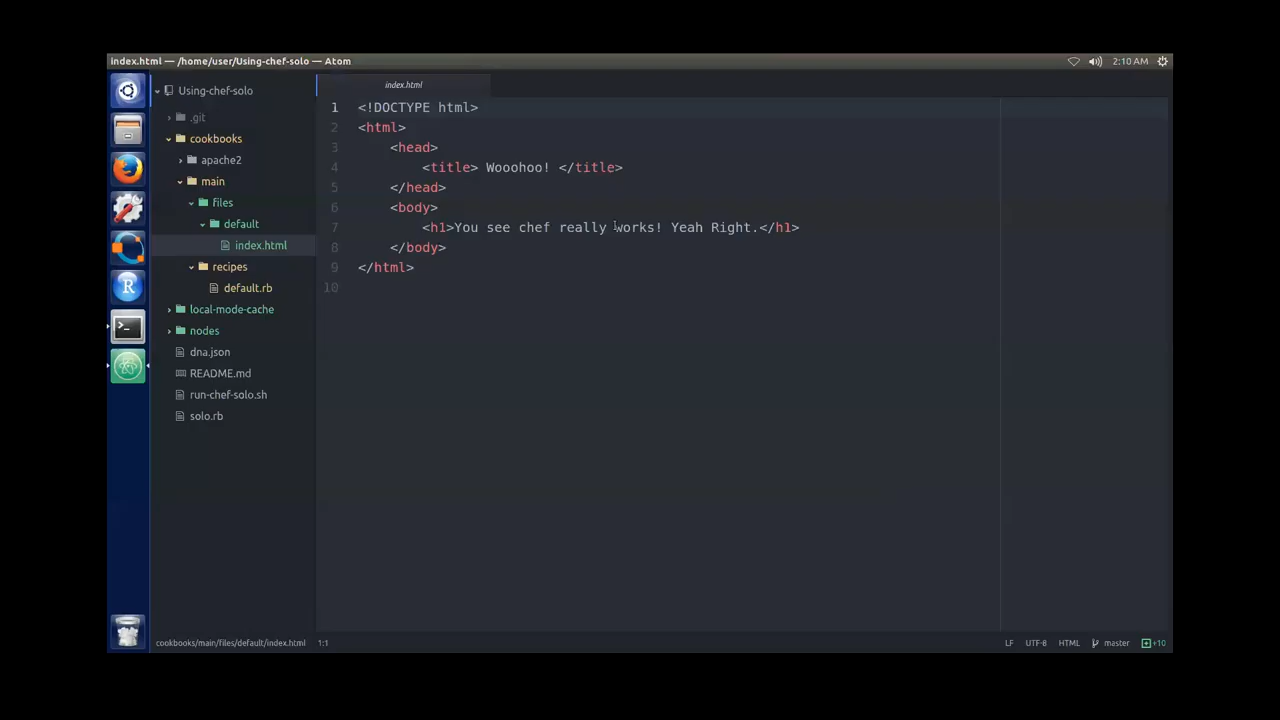 index.html — /home/user/Using-chef-solo — Atom
2:10 AM
Using-chef-solo
.git
cookbooks
apache2
main
files
default
index.html
recipes
default.rb
local-mode-cache
nodes
dna.json
README.md
run-chef-solo.sh
solo.rb
index.html
1 <!DOCTYPE html>
2 <html>
3 <head>
4 <title> Wooohoo! </title>
5 </head>
6 <body>
7 <h1>You see chef really works! Yeah Right.</h1>
8 </body>
9 </html>
10
cookbooks/main/files/default/index.html 1:1 LF UTF-8 HTML master +10